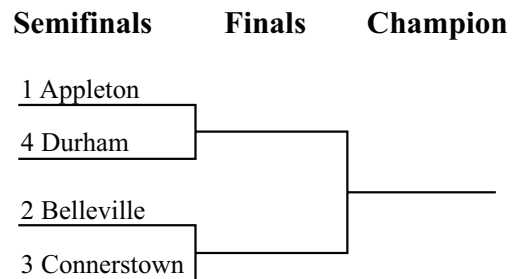 Semifinals Finals Champion
1 Appleton
4 Durham
2 Belleville
3 Connerstown